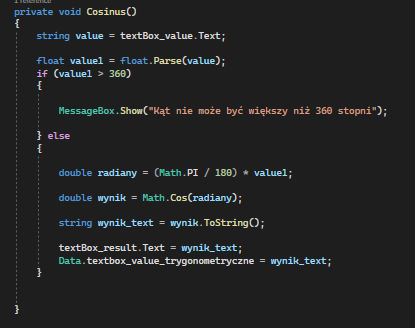 1 reference
private void Cosinus()
{
string value = textBox_value.Text;
float value1 = float.Parse(value);
if (value1 > 360)
{
MessageBox.Show("Kąt nie może być większy niż 360 stopni");
} else
{
double radiany = (Math.PI / 180) * value1;
double wynik = Math.Cos(radiany);
string wynik_text = wynik.ToString();
textBox_result.Text = wynik_text;
Data.textbox_value_trygonometryczne = wynik_text;
}
}